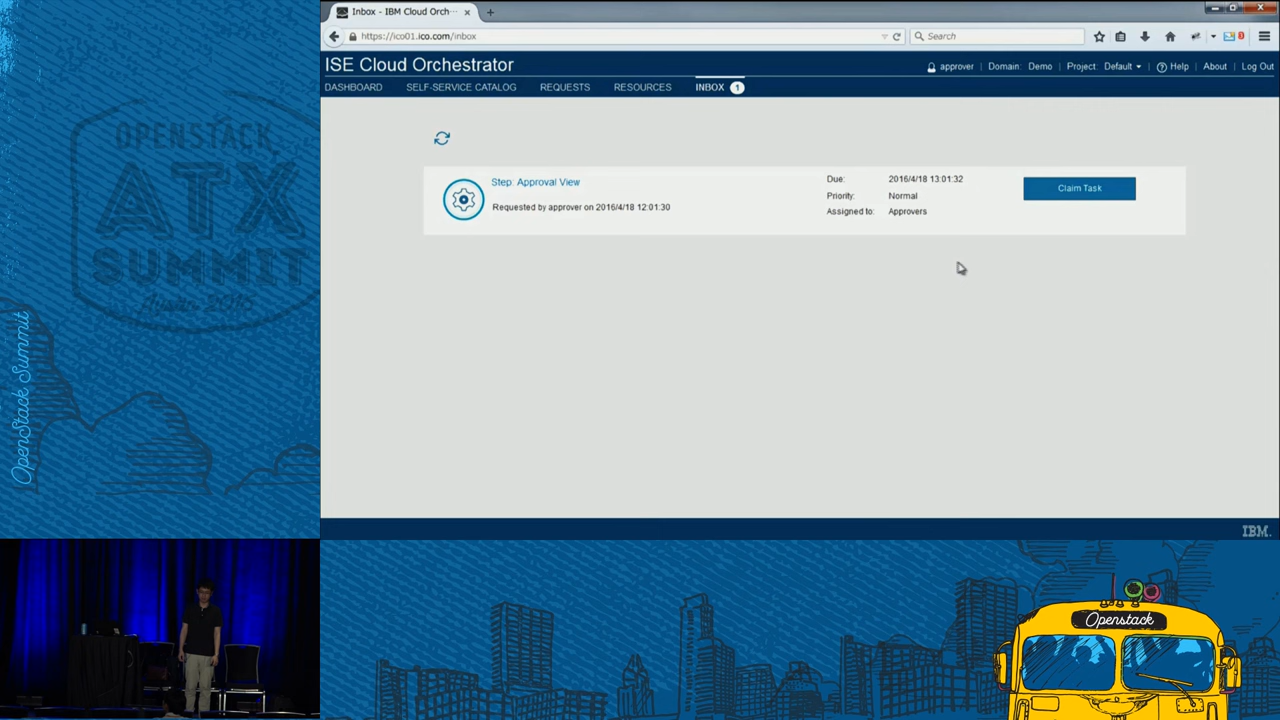 Inbox - IBM Cloud Orch···
https://ico01.ico.com/inbox
Search
3
ISE Cloud Orchestrator
approver
Domain: Demo
Project: Default
Help
About
Log Out
DASHBOARD
SELF-SERVICE CATALOG
REQUESTS
RESOURCES
INBOX 1
Step: Approval View
Requested by approver on 2016/4/18 12:01:30
Due: 2016/4/18 13:01:32
Priority: Normal
Assigned to: Approvers
Claim Task
IBM.
OPENSTACK
ATX
SUMMIT
Austin 2016
OpenStack Summit
Openstack